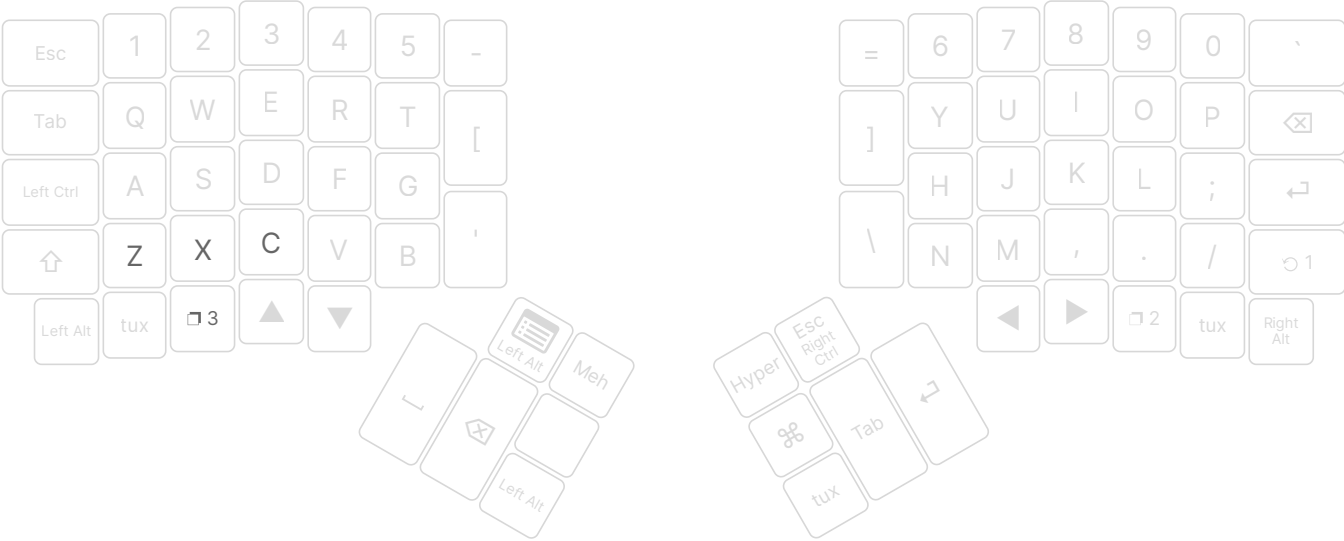 Esc 1 2 3 4 5 - = 6 7 8 9 0 `
Tab Q W E R T [ ] Y U I O P
Left Ctrl A S D F G H J K L ;
Z X C V B ' \ N M , . / 1
Left Alt tux 3 2 tux Right Alt
Left Alt Meh
Left Alt
Hyper Esc Right Ctrl
⌘ Tab
tux